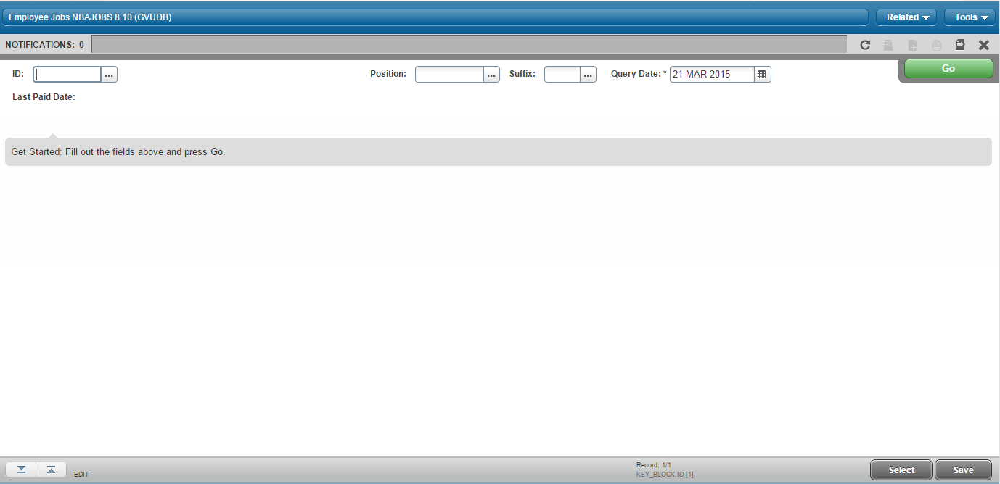 Employee Jobs NBAJOBS 8.10 (GVUDB) Related Tools
NOTIFICATIONS: 0
ID: ... Position: ... Suffix: ... Query Date: * 21-MAR-2015 Go
Last Paid Date:
Get Started: Fill out the fields above and press Go.
EDIT Record: 1/1 Select Save
KEY_BLOCK.ID [1]